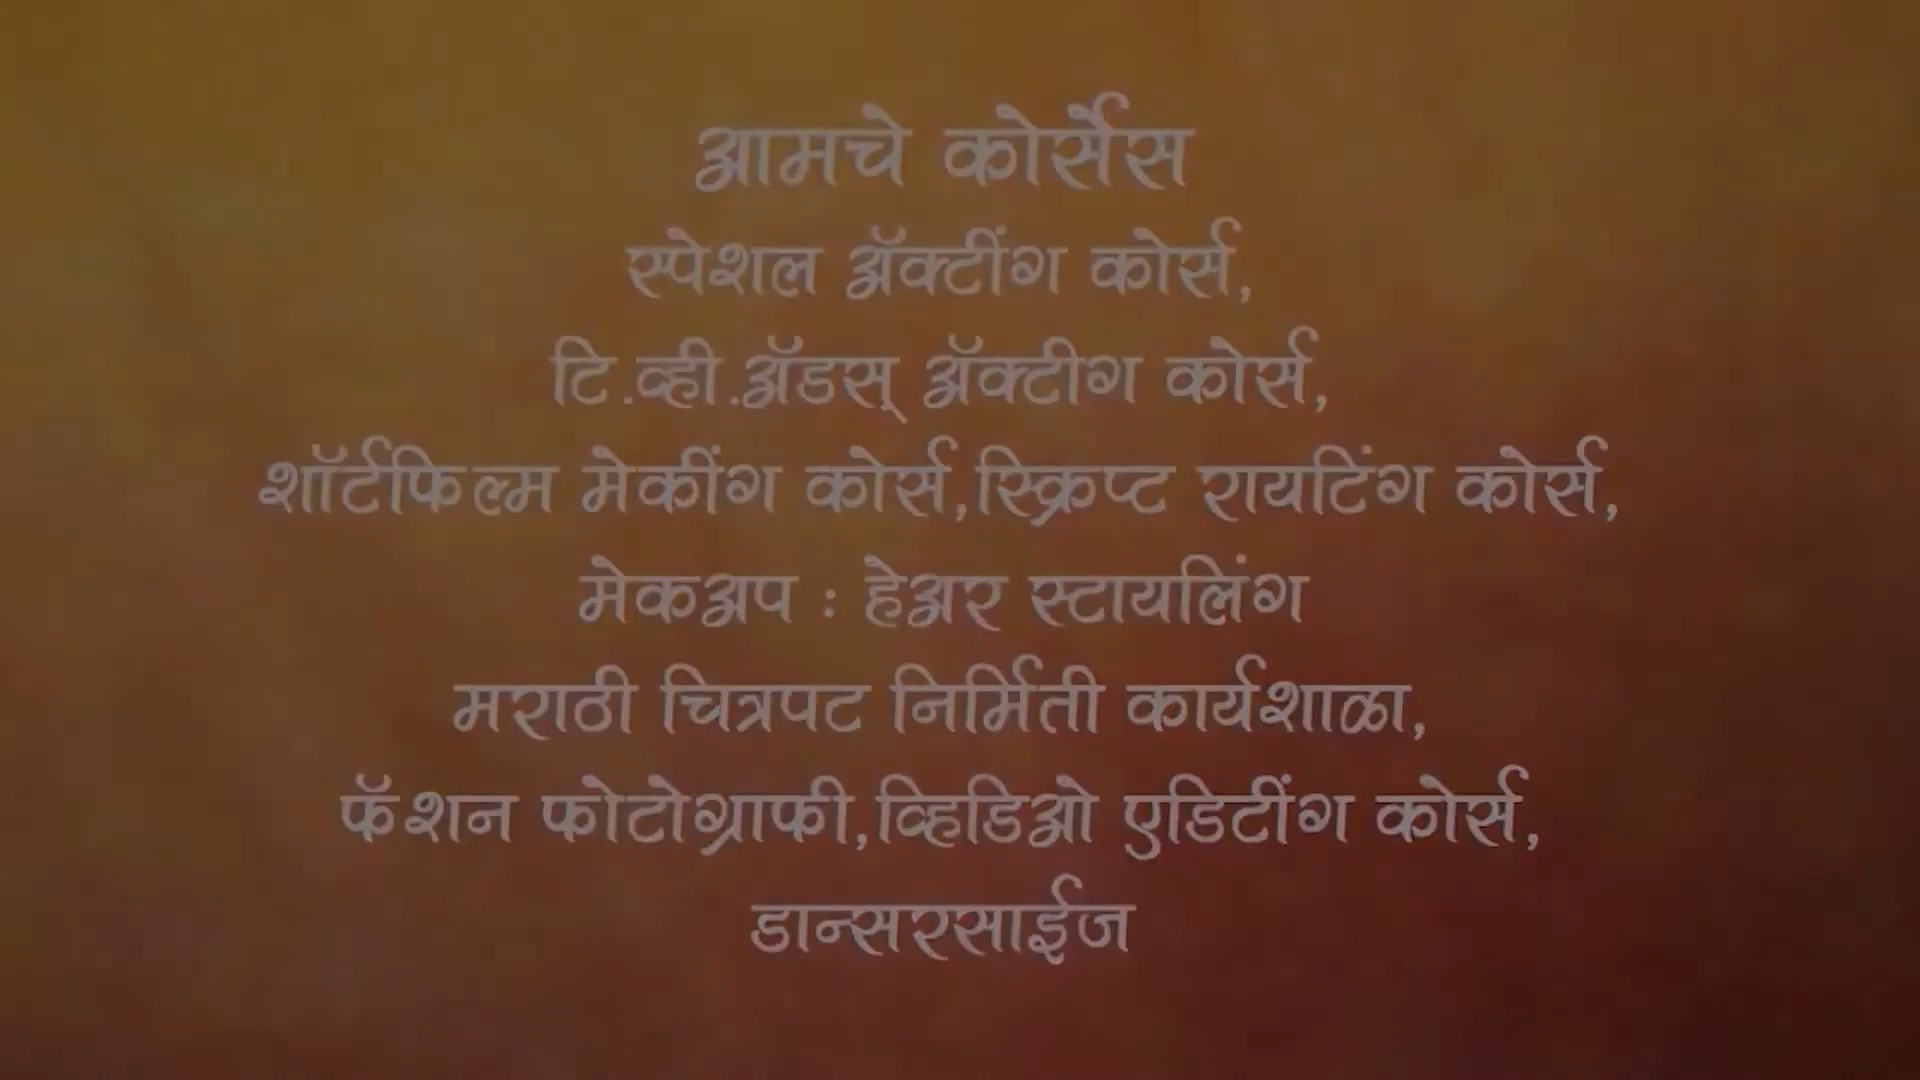 आमचे कोर्सेस
स्पेशल ॲक्टींग कोर्स,
टि.व्ही.ॲडस् ॲक्टीग कोर्स,
शॉर्टफिल्म मेकींग कोर्स,स्क्रिप्ट रायटिंग कोर्स,
मेकअप : हेअर स्टायलिंग
मराठी चित्रपट निर्मिती कार्यशाळा,
फॅशन फोटोग्राफी,व्हिडिओ एडिटींग कोर्स,
डान्सरसाईज